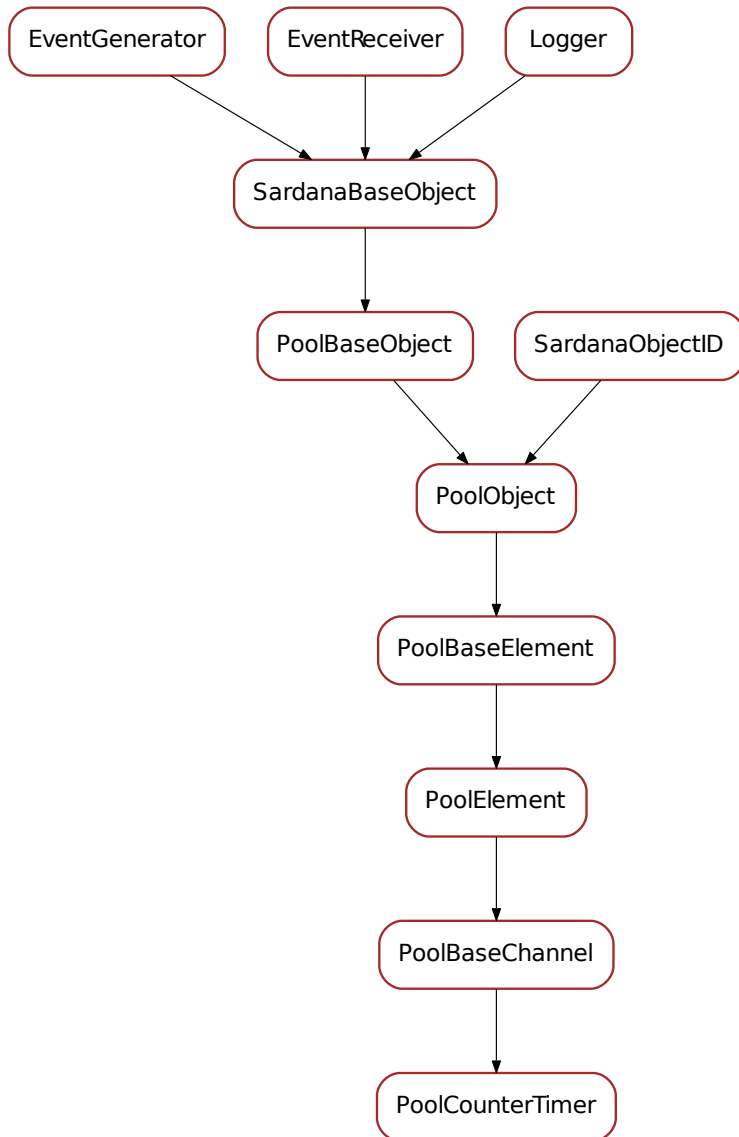 EventGenerator
EventReceiver
Logger
SardanaBaseObject
PoolBaseObject
SardanaObjectID
PoolObject
PoolBaseElement
PoolElement
PoolBaseChannel
PoolCounterTimer